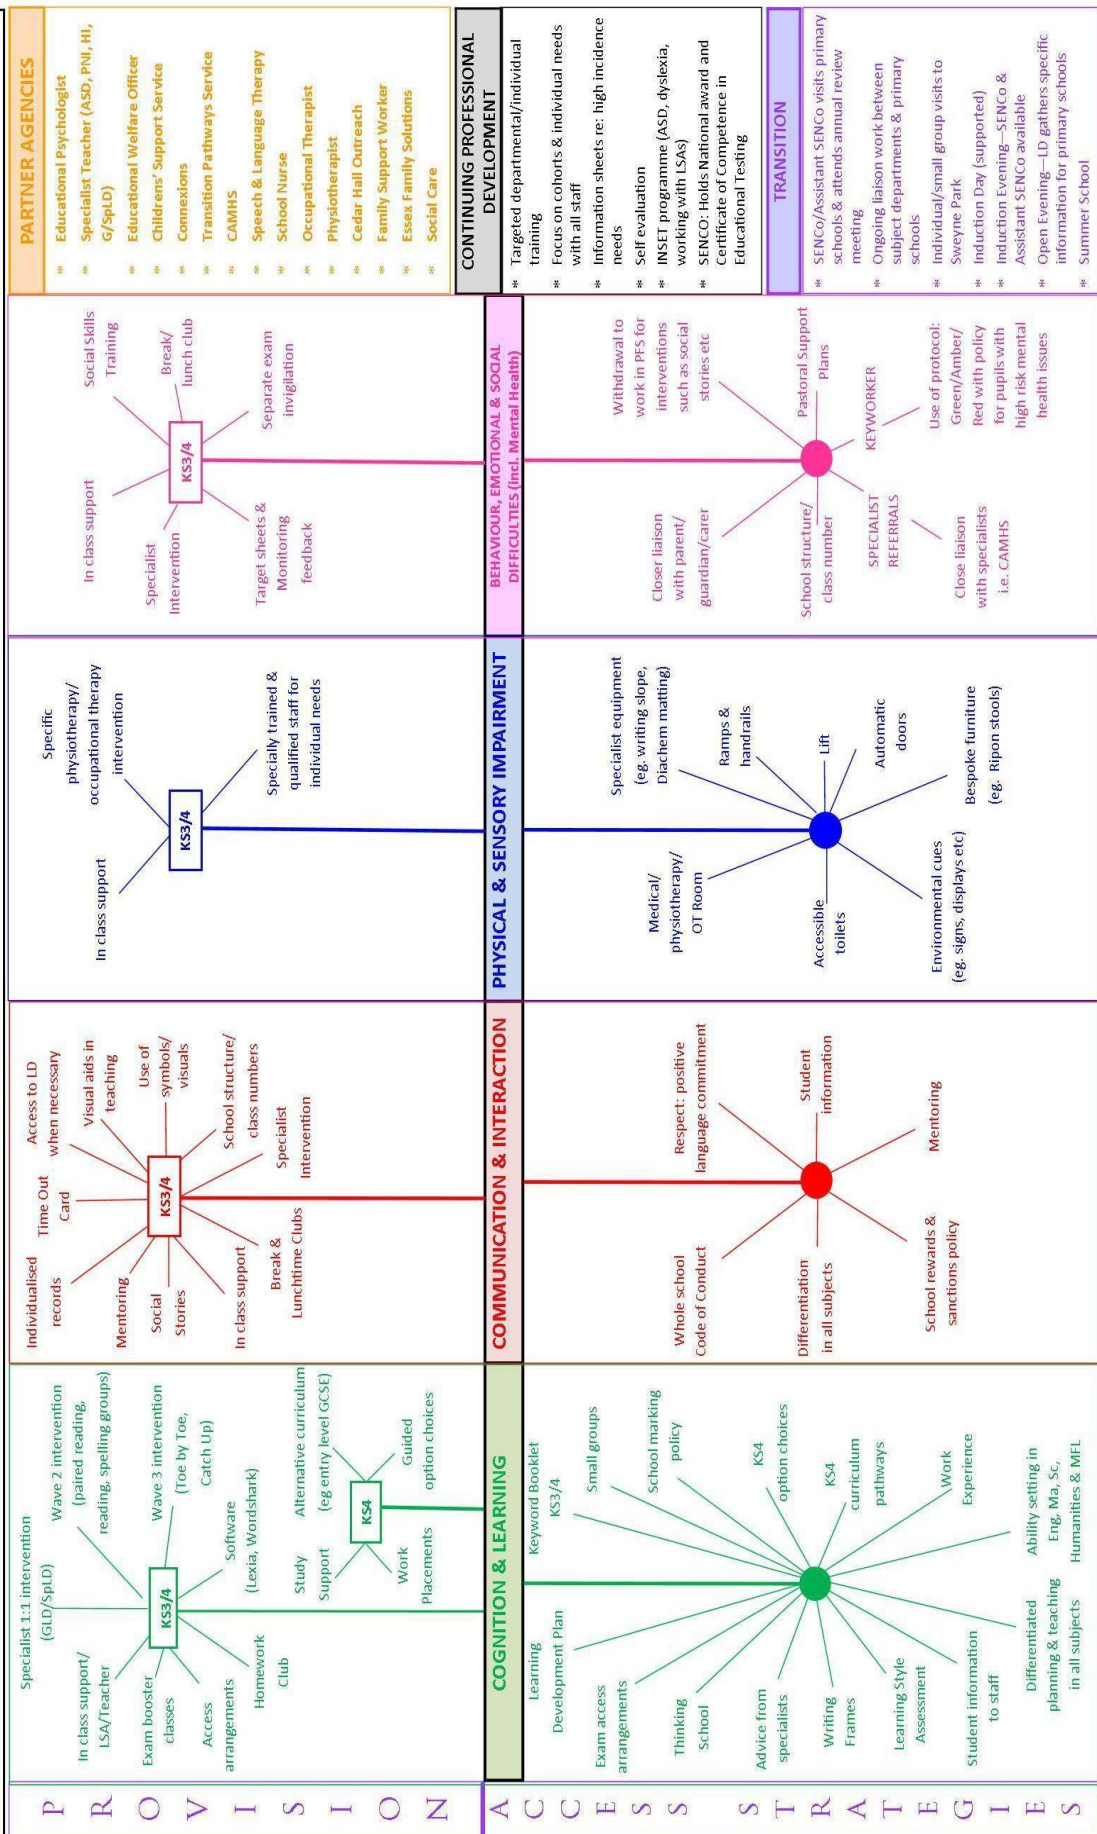 PROVISION
Specialist 1:1 intervention
(GLD/SpLD)
Wave 2 intervention
(paired reading,
reading, spelling groups)
In class support/
LSA/Teacher
KS3/4
Wave 3 intervention
(Toe by Toe,
Catch Up)
Exam booster
classes
Software
(Lexia, Wordshark)
Access
arrangements
Homework
Club
Study
Support
Alternative curriculum
(eg entry level GCSE)
KS4
Work
Placements
Guided
option choices
Individualised
records
Time Out
Card
Access to LD
when necessary
Visual aids in
teaching
Mentoring
KS3/4
Use of
symbols/
visuals
Social
Stories
School structure/
class numbers
In class support
Specialist
Intervention
Break &
Lunchtime Clubs
In class support
Specific
physiotherapy/
occupational therapy
intervention
KS3/4
Specially trained &
qualified staff for
individual needs
In class support
Social Skills
Training
Specialist
Intervention
KS3/4
Break/
lunch club
Target sheets &
Monitoring
feedback
Separate exam
invigilation
COGNITION & LEARNING
COMMUNICATION & INTERACTION
PHYSICAL & SENSORY IMPAIRMENT
BEHAVIOUR, EMOTIONAL & SOCIAL
DIFFICULTIES (incl. Mental Health)
ACCESS STRATEGIES
Learning
Development Plan
Keyword Booklet
KS3/4
Exam access
arrangements
Small groups
Thinking
School
School marking
policy
Advice from
specialists
KS4
option choices
Writing
Frames
KS4
curriculum
pathways
Learning Style
Assessment
Work
Experience
Student information
to staff
Differentiated
planning & teaching
in all subjects
Ability setting in
Eng, Ma, Sc,
Humanities & MFL
Whole school
Code of Conduct
Respect: positive
language commitment
Differentiation
in all subjects
Student
information
School rewards &
sanctions policy
Mentoring
Medical/
physiotherapy/
OT Room
Specialist equipment
(eg. writing slope,
Diachem matting)
Ramps &
handrails
Accessible
toilets
Lift
Automatic
doors
Environmental cues
(eg. signs, displays etc)
Bespoke furniture
(eg. Ripon stools)
Closer liaison
with parent/
guardian/carer
Withdrawal to
work in PFS for
interventions
such as social
stories etc
School structure/
class number
Pastoral Support
Plans
SPECIALIST
REFERRALS
KEYWORKER
Close liaison
with specialists
i.e. CAMHS
Use of protocol:
Green/Amber/
Red with policy
for pupils with
high risk mental
health issues
PARTNER AGENCIES
* Educational Psychologist
* Specialist Teacher (ASD, PNI, HI,
G/SpLD)
* Educational Welfare Officer
* Childrens' Support Service
* Connexions
* Transition Pathways Service
* CAMHS
* Speech & Language Therapy
* School Nurse
* Occupational Therapist
* Physiotherapist
* Cedar Hall Outreach
* Family Support Worker
* Essex Family Solutions
* Social Care
CONTINUING PROFESSIONAL
DEVELOPMENT
* Targeted departmental/individual
training
* Focus on cohorts & individual needs
with all staff
* Information sheets re: high incidence
needs
* Self evaluation
* INSET programme (ASD, dyslexia,
working with LSAs)
* SENCO: Holds National award and
Certificate of Competence in
Educational Testing
TRANSITION
* SENCo/Assistant SENCo visits primary
schools & attends annual review
meeting
* Ongoing liaison work between
subject departments & primary
schools
* Individual/small group visits to
Sweyne Park
* Induction Day (supported)
* Induction Evening—SENCo &
Assistant SENCo available
* Open Evening—LD gathers specific
information for primary schools
* Summer School